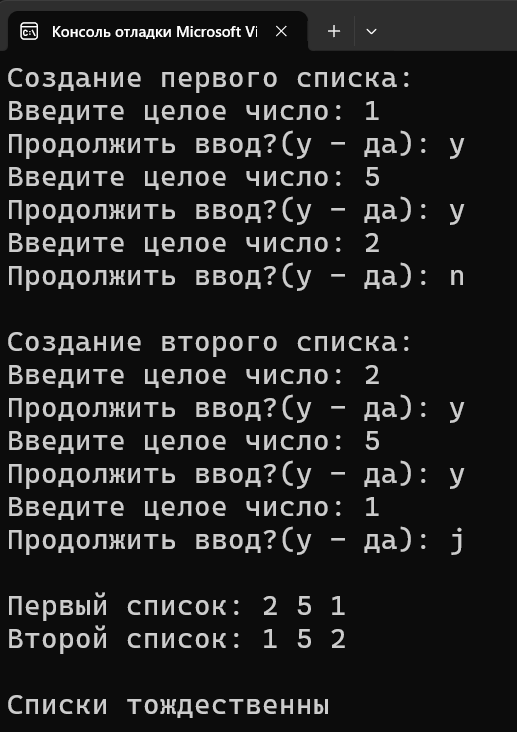 Консоль отладки Microsoft Vi
Создание первого списка:
Введите целое число: 1
Продолжить ввод?(y – да): y
Введите целое число: 5
Продолжить ввод?(y – да): y
Введите целое число: 2
Продолжить ввод?(y – да): n
Создание второго списка:
Введите целое число: 2
Продолжить ввод?(y – да): y
Введите целое число: 5
Продолжить ввод?(y – да): y
Введите целое число: 1
Продолжить ввод?(y – да): j
Первый список: 2 5 1
Второй список: 1 5 2
Списки тождественны